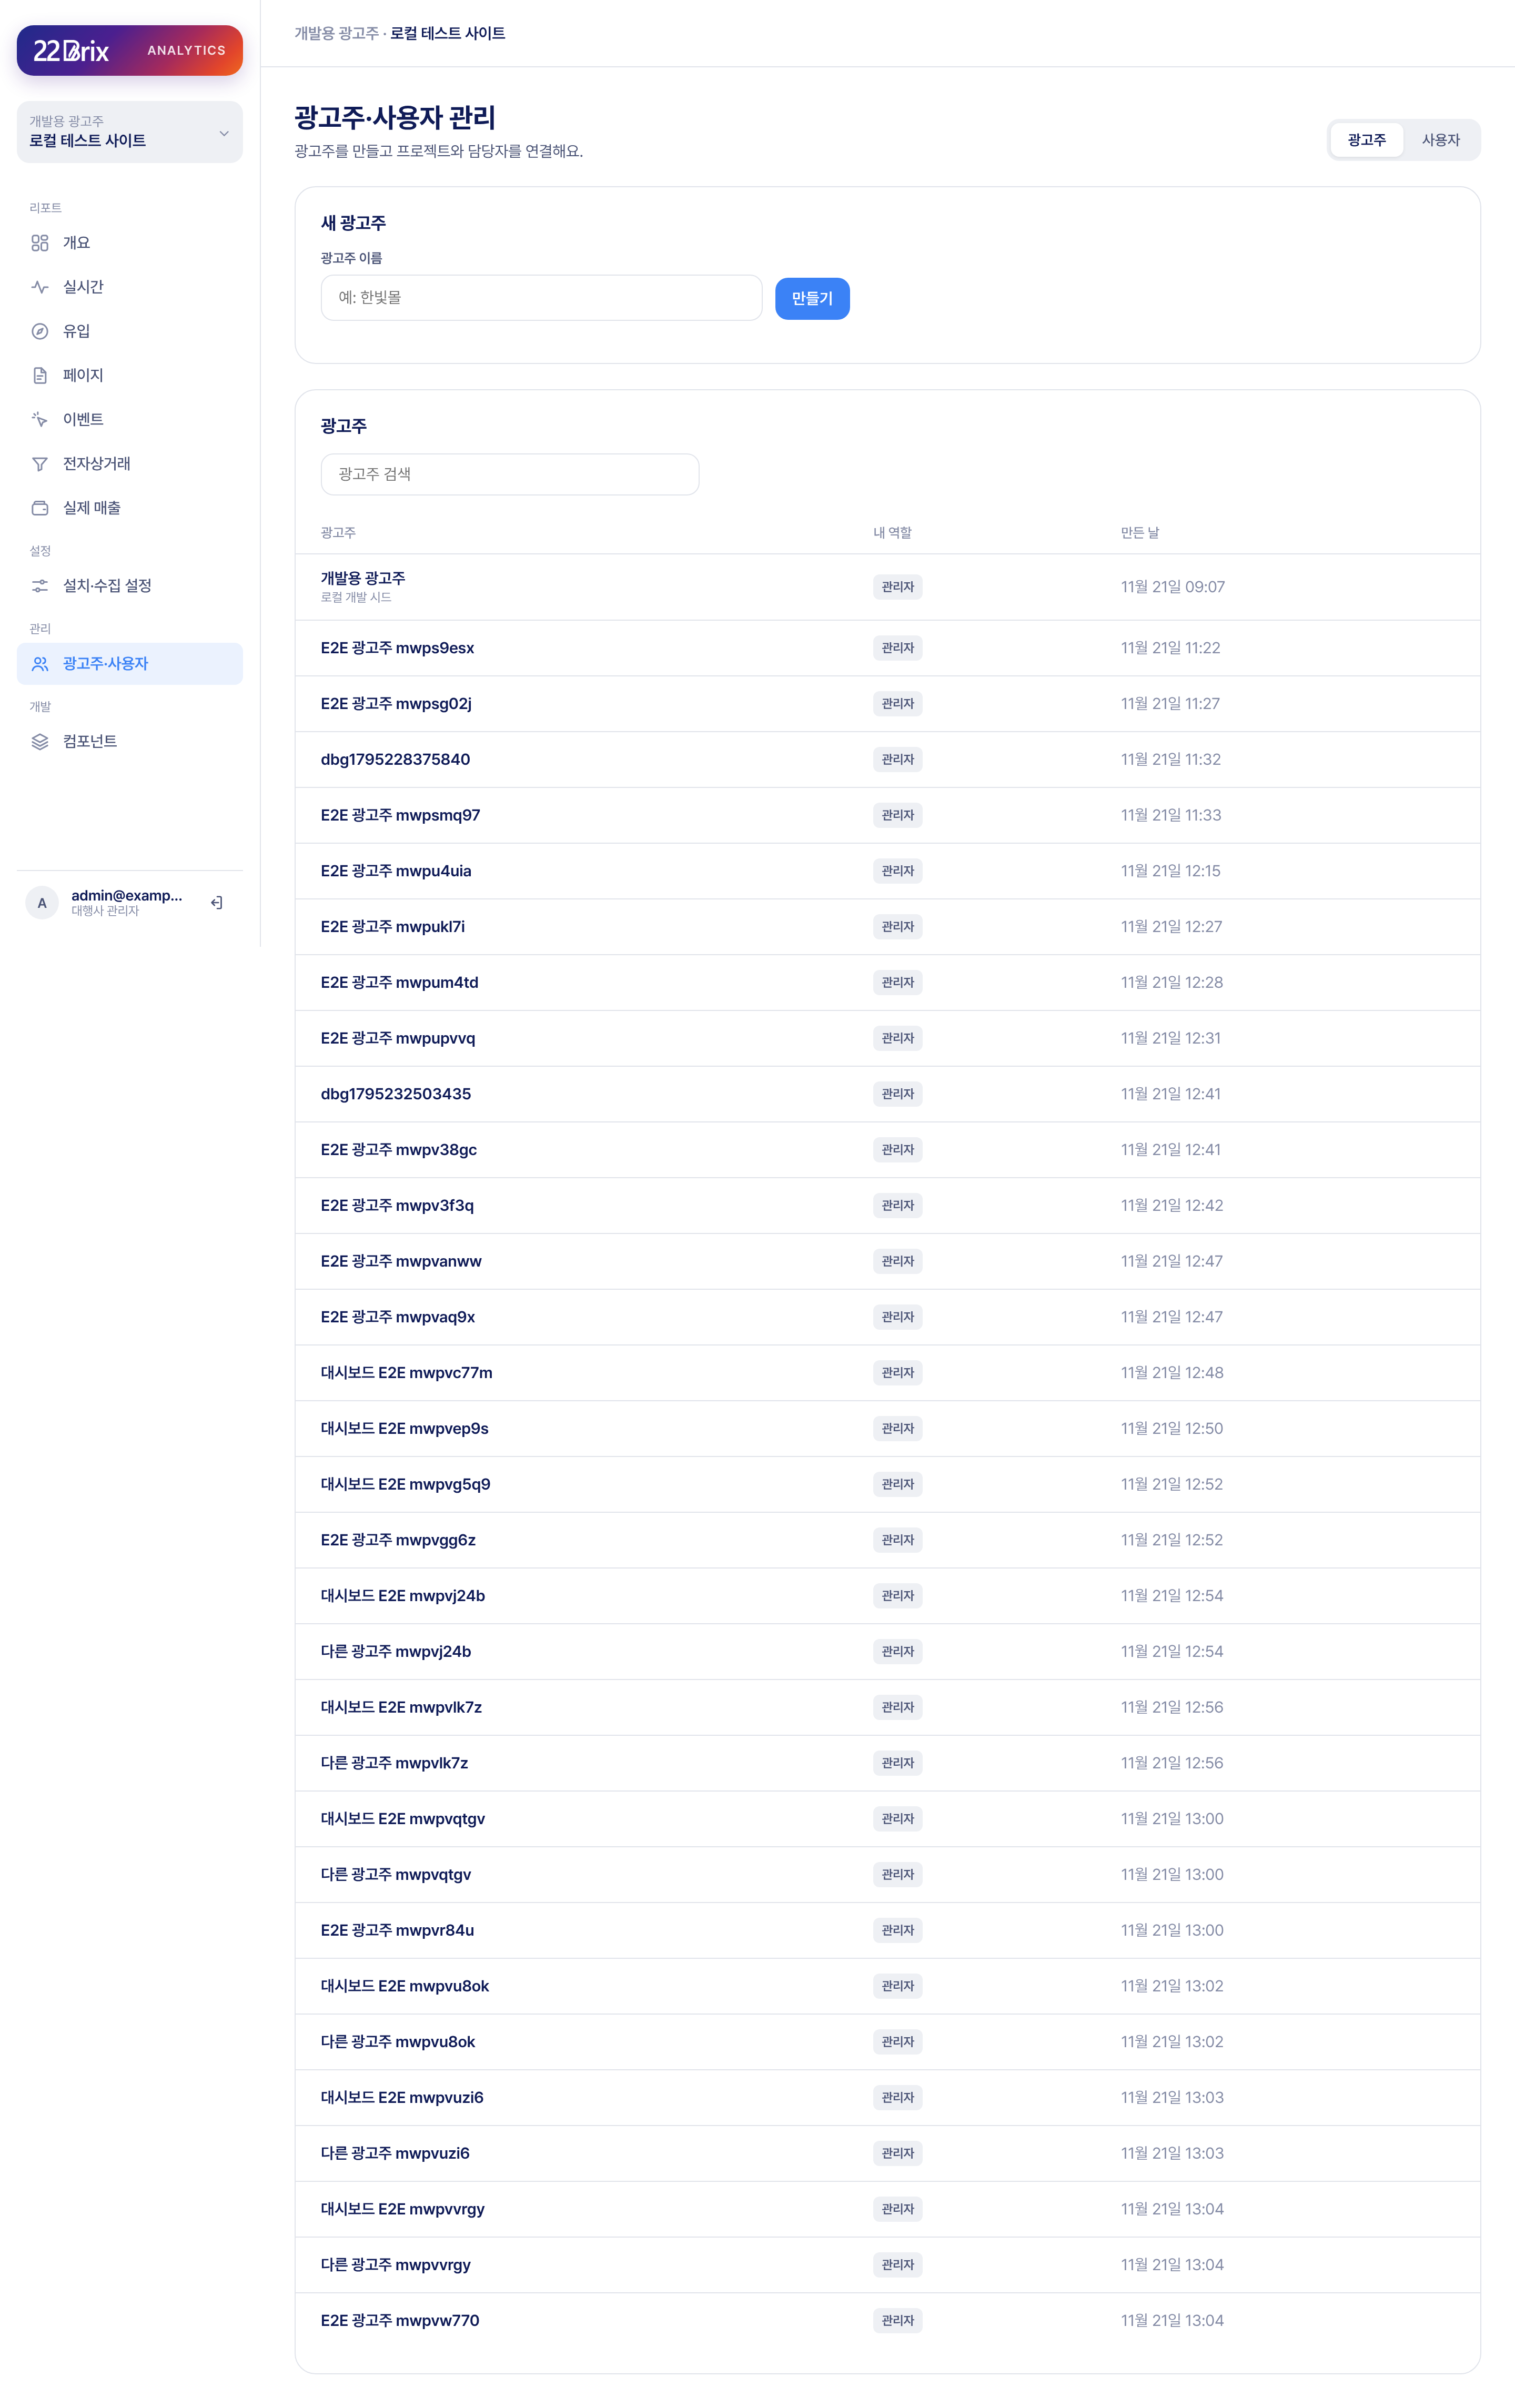 22Brix ANALYTICS
개발용 광고주
로컬 테스트 사이트
리포트
개요
실시간
유입
페이지
이벤트
전자상거래
실제 매출
설정
설치·수집 설정
관리
광고주·사용자
개발
컴포넌트
A
admin@examp...
대행사 관리자
개발용 광고주 · 로컬 테스트 사이트
광고주·사용자 관리
광고주를 만들고 프로젝트와 담당자를 연결해요.
광고주 사용자
새 광고주
광고주 이름
예: 한빛몰 만들기
광고주
광고주 검색
광고주 내 역할 만든 날
개발용 광고주 관리자 11월 21일 09:07
로컬 개발 시드
E2E 광고주 mwps9esx 관리자 11월 21일 11:22
E2E 광고주 mwpsg02j 관리자 11월 21일 11:27
dbg1795228375840 관리자 11월 21일 11:32
E2E 광고주 mwpsmq97 관리자 11월 21일 11:33
E2E 광고주 mwpu4uia 관리자 11월 21일 12:15
E2E 광고주 mwpukl7i 관리자 11월 21일 12:27
E2E 광고주 mwpum4td 관리자 11월 21일 12:28
E2E 광고주 mwpupvvq 관리자 11월 21일 12:31
dbg1795232503435 관리자 11월 21일 12:41
E2E 광고주 mwpv38gc 관리자 11월 21일 12:41
E2E 광고주 mwpv3f3q 관리자 11월 21일 12:42
E2E 광고주 mwpvanww 관리자 11월 21일 12:47
E2E 광고주 mwpvaq9x 관리자 11월 21일 12:47
대시보드 E2E mwpvc77m 관리자 11월 21일 12:48
대시보드 E2E mwpvep9s 관리자 11월 21일 12:50
대시보드 E2E mwpvg5q9 관리자 11월 21일 12:52
E2E 광고주 mwpvgg6z 관리자 11월 21일 12:52
대시보드 E2E mwpvj24b 관리자 11월 21일 12:54
다른 광고주 mwpvj24b 관리자 11월 21일 12:54
대시보드 E2E mwpvlk7z 관리자 11월 21일 12:56
다른 광고주 mwpvlk7z 관리자 11월 21일 12:56
대시보드 E2E mwpvqtgv 관리자 11월 21일 13:00
다른 광고주 mwpvqtgv 관리자 11월 21일 13:00
E2E 광고주 mwpvr84u 관리자 11월 21일 13:00
대시보드 E2E mwpvu8ok 관리자 11월 21일 13:02
다른 광고주 mwpvu8ok 관리자 11월 21일 13:02
대시보드 E2E mwpvuzi6 관리자 11월 21일 13:03
다른 광고주 mwpvuzi6 관리자 11월 21일 13:03
대시보드 E2E mwpvvrgy 관리자 11월 21일 13:04
다른 광고주 mwpvvrgy 관리자 11월 21일 13:04
E2E 광고주 mwpvw770 관리자 11월 21일 13:04